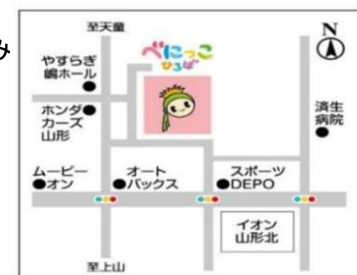 み
至天童
N
べにっこ
ひろば
やすらぎ
嶋ホール
ホンダ
カーズ
山形
済生
病院
ムービー
オン
オート
バックス
スポーツ
DEPO
イオン
山形北
至上山